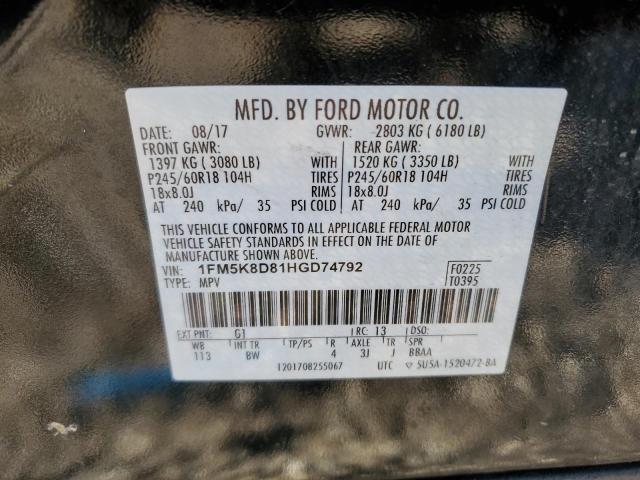 MFD. BY FORD MOTOR CO.
DATE: 08/17 GVWR: 2803 KG ( 6180 LB)
FRONT GAWR: REAR GAWR:
1397 KG ( 3080 LB) WITH 1520 KG ( 3350 LB) WITH
P245/60R18 104H TIRES P245/60R18 104H TIRES
18x8.0J RIMS 18x8.0J RIMS
AT 240 kPa/ 35 PSI COLD AT 240 kPa/ 35 PSI COLD
THIS VEHICLE CONFORMS TO ALL APPLICABLE FEDERAL MOTOR
VEHICLE SAFETY STANDARDS IN EFFECT ON THE DATE OF
MANUFACTURE SHOWN ABOVE.
VIN: 1FM5K8D81HGD74792 F0225
TYPE: MPV T0395
EXT PNT: G1 RC: 13 DSO:
WB INT TR TP/PS R AXLE TR SPR
113 BW 4 3J J BBAA
1201708255067 UTC 5U5A-1520472-BA